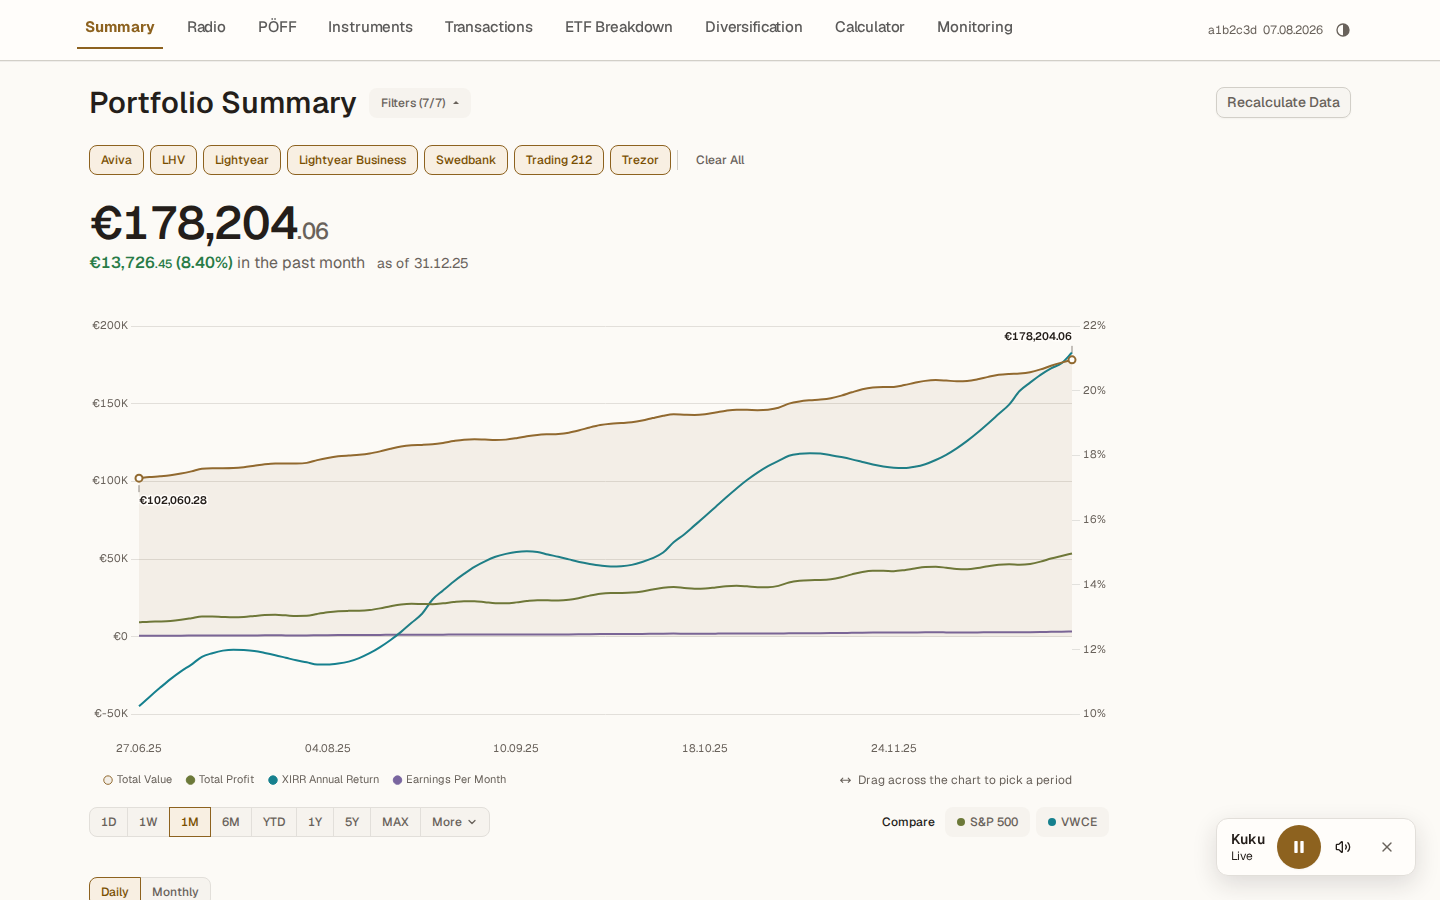 Summary Radio PÖFF Instruments Transactions ETF Breakdown Diversification Calculator Monitoring a1b2c3d 07.08.2026
Portfolio Summary Filters (7/7) Recalculate Data
Aviva LHV Lightyear Lightyear Business Swedbank Trading 212 Trezor Clear All
€178,204.06
€13,726.45 (8.40%) in the past month as of 31.12.25
€200K 22%
€178,204.06
20%
€150K
18%
€100K
€102,060.28
16%
€50K
14%
€0
12%
€-50K 10%
27.06.25 04.08.25 10.09.25 18.10.25 24.11.25
Total Value Total Profit XIRR Annual Return Earnings Per Month Drag across the chart to pick a period
1D 1W 1M 6M YTD 1Y 5Y MAX More Compare S&P 500 VWCE
Kuku
Live
Daily Monthly